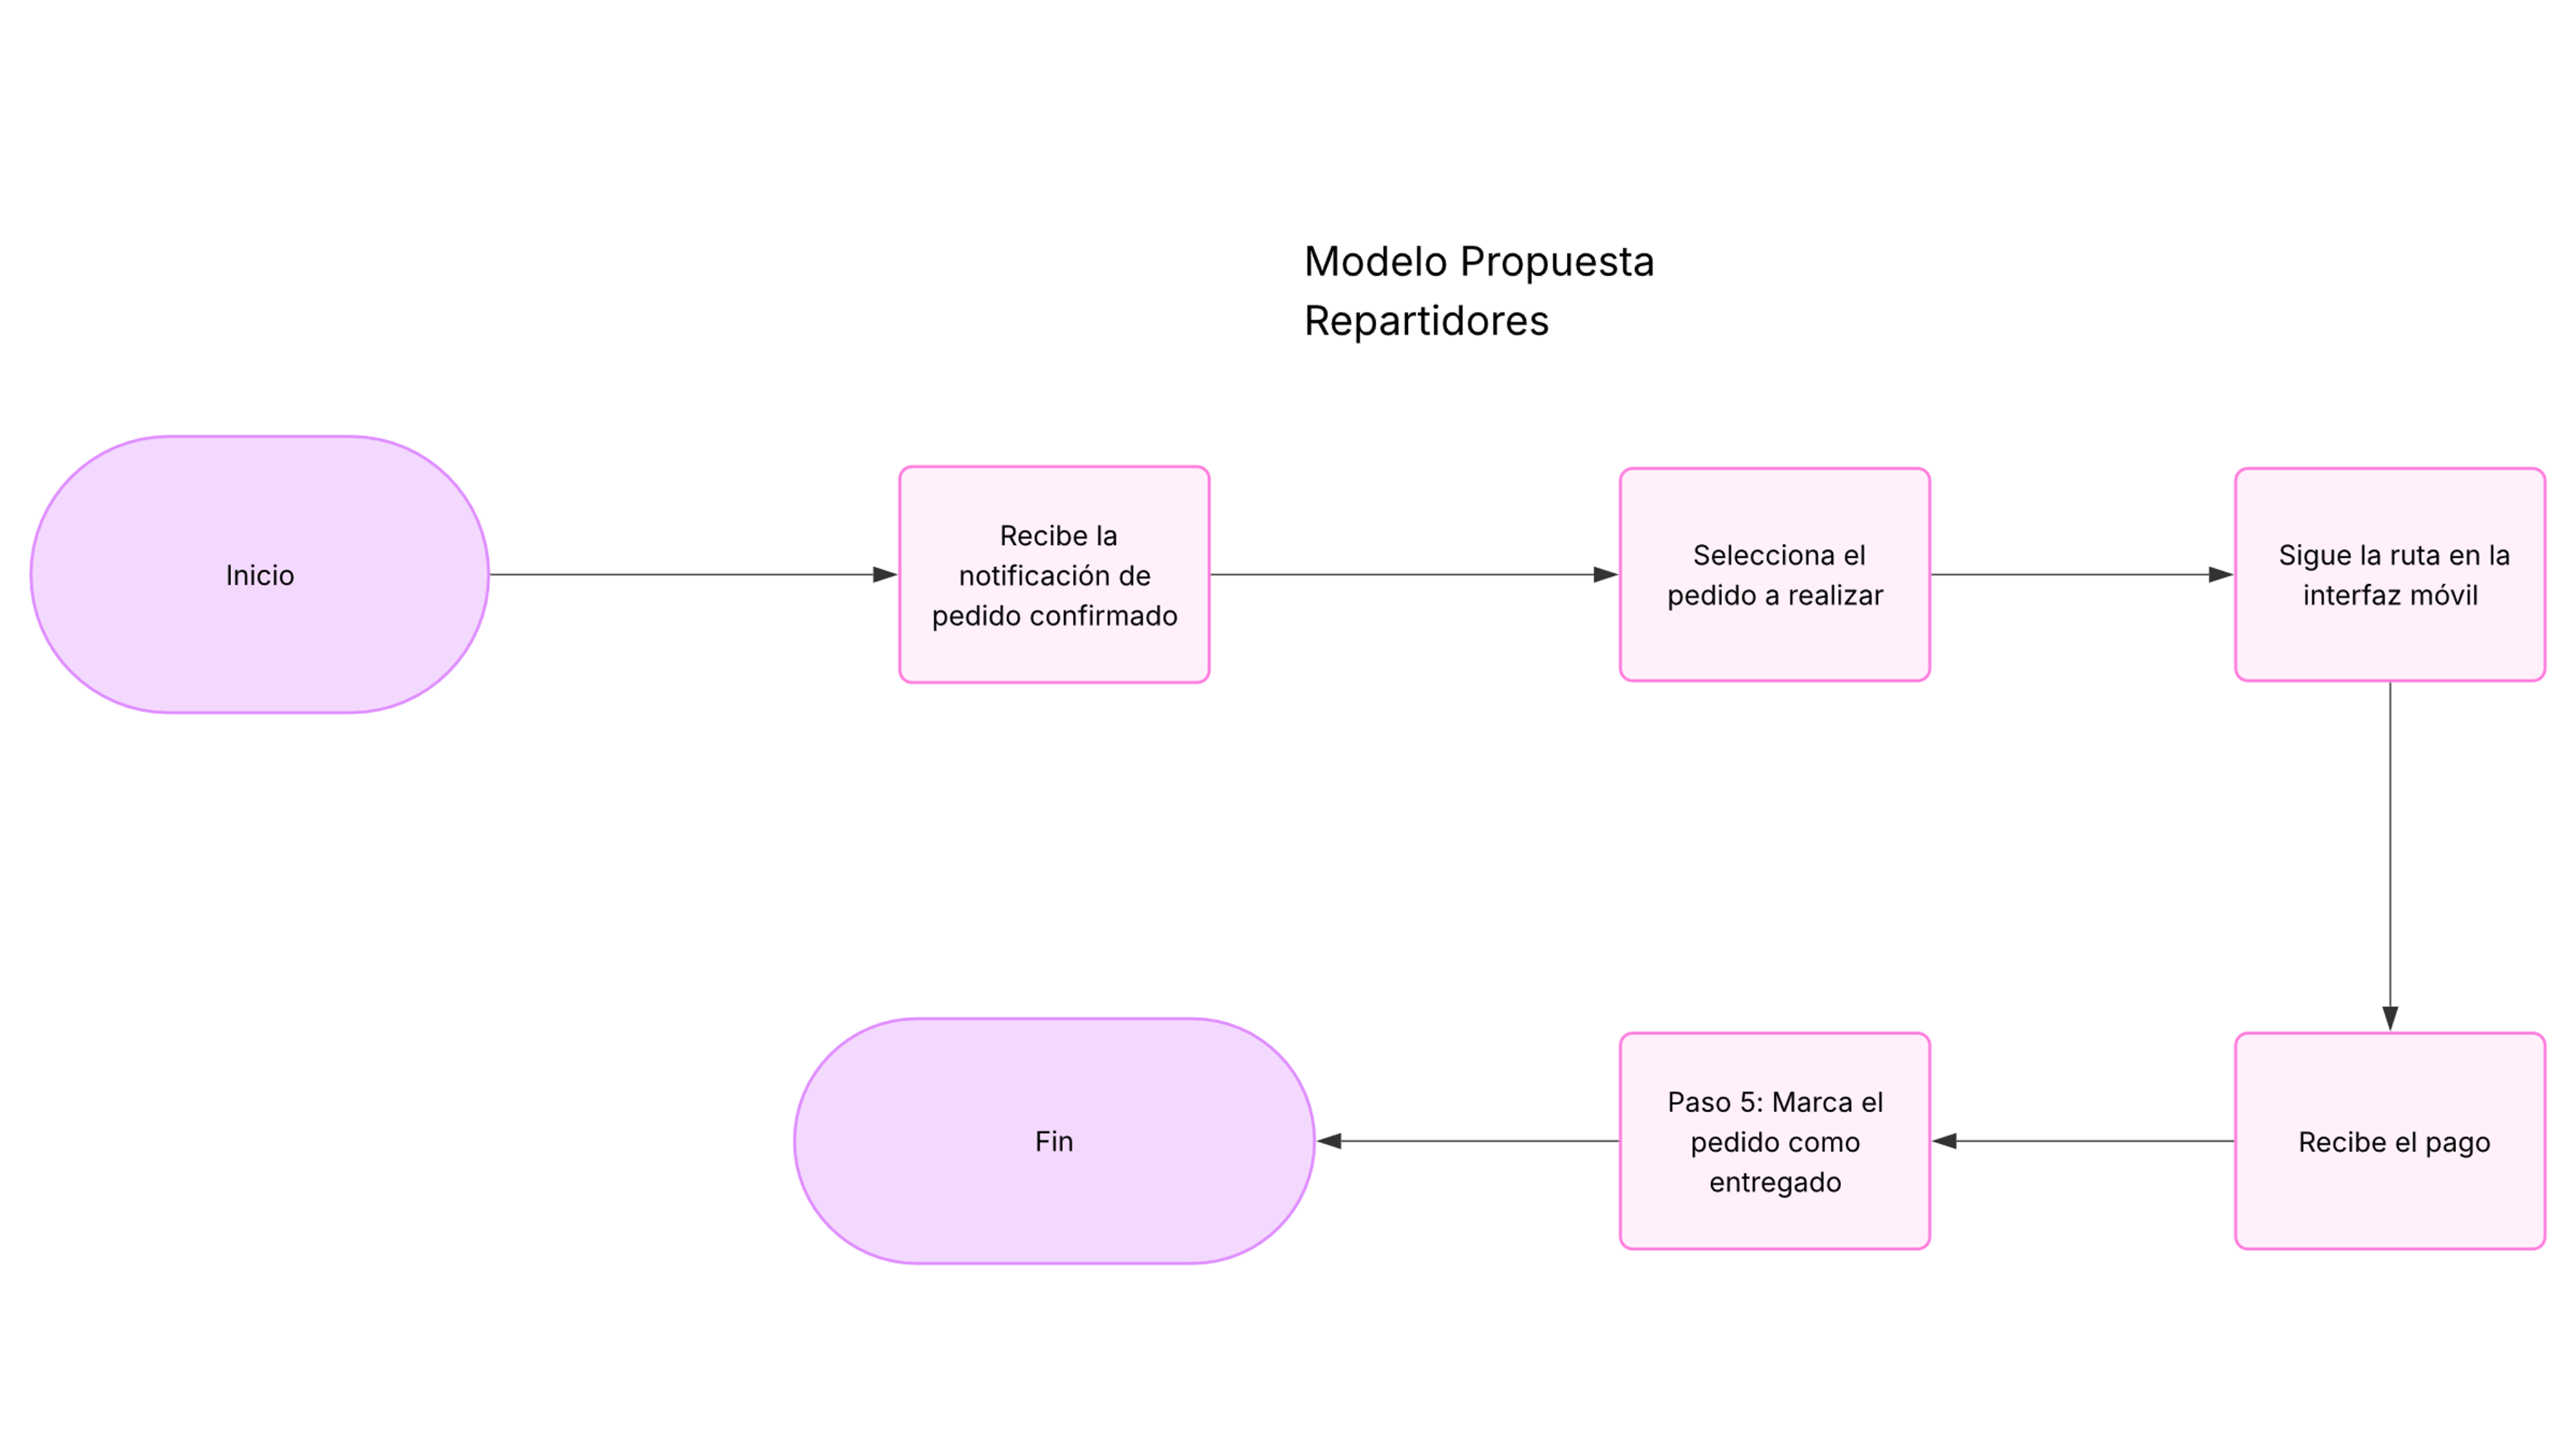 Modelo Propuesta
Repartidores
Inicio
Recibe la
notificación de
pedido confirmado
Selecciona el
pedido a realizar
Sigue la ruta en la
interfaz móvil
Recibe el pago
Paso 5: Marca el
pedido como
entregado
Fin